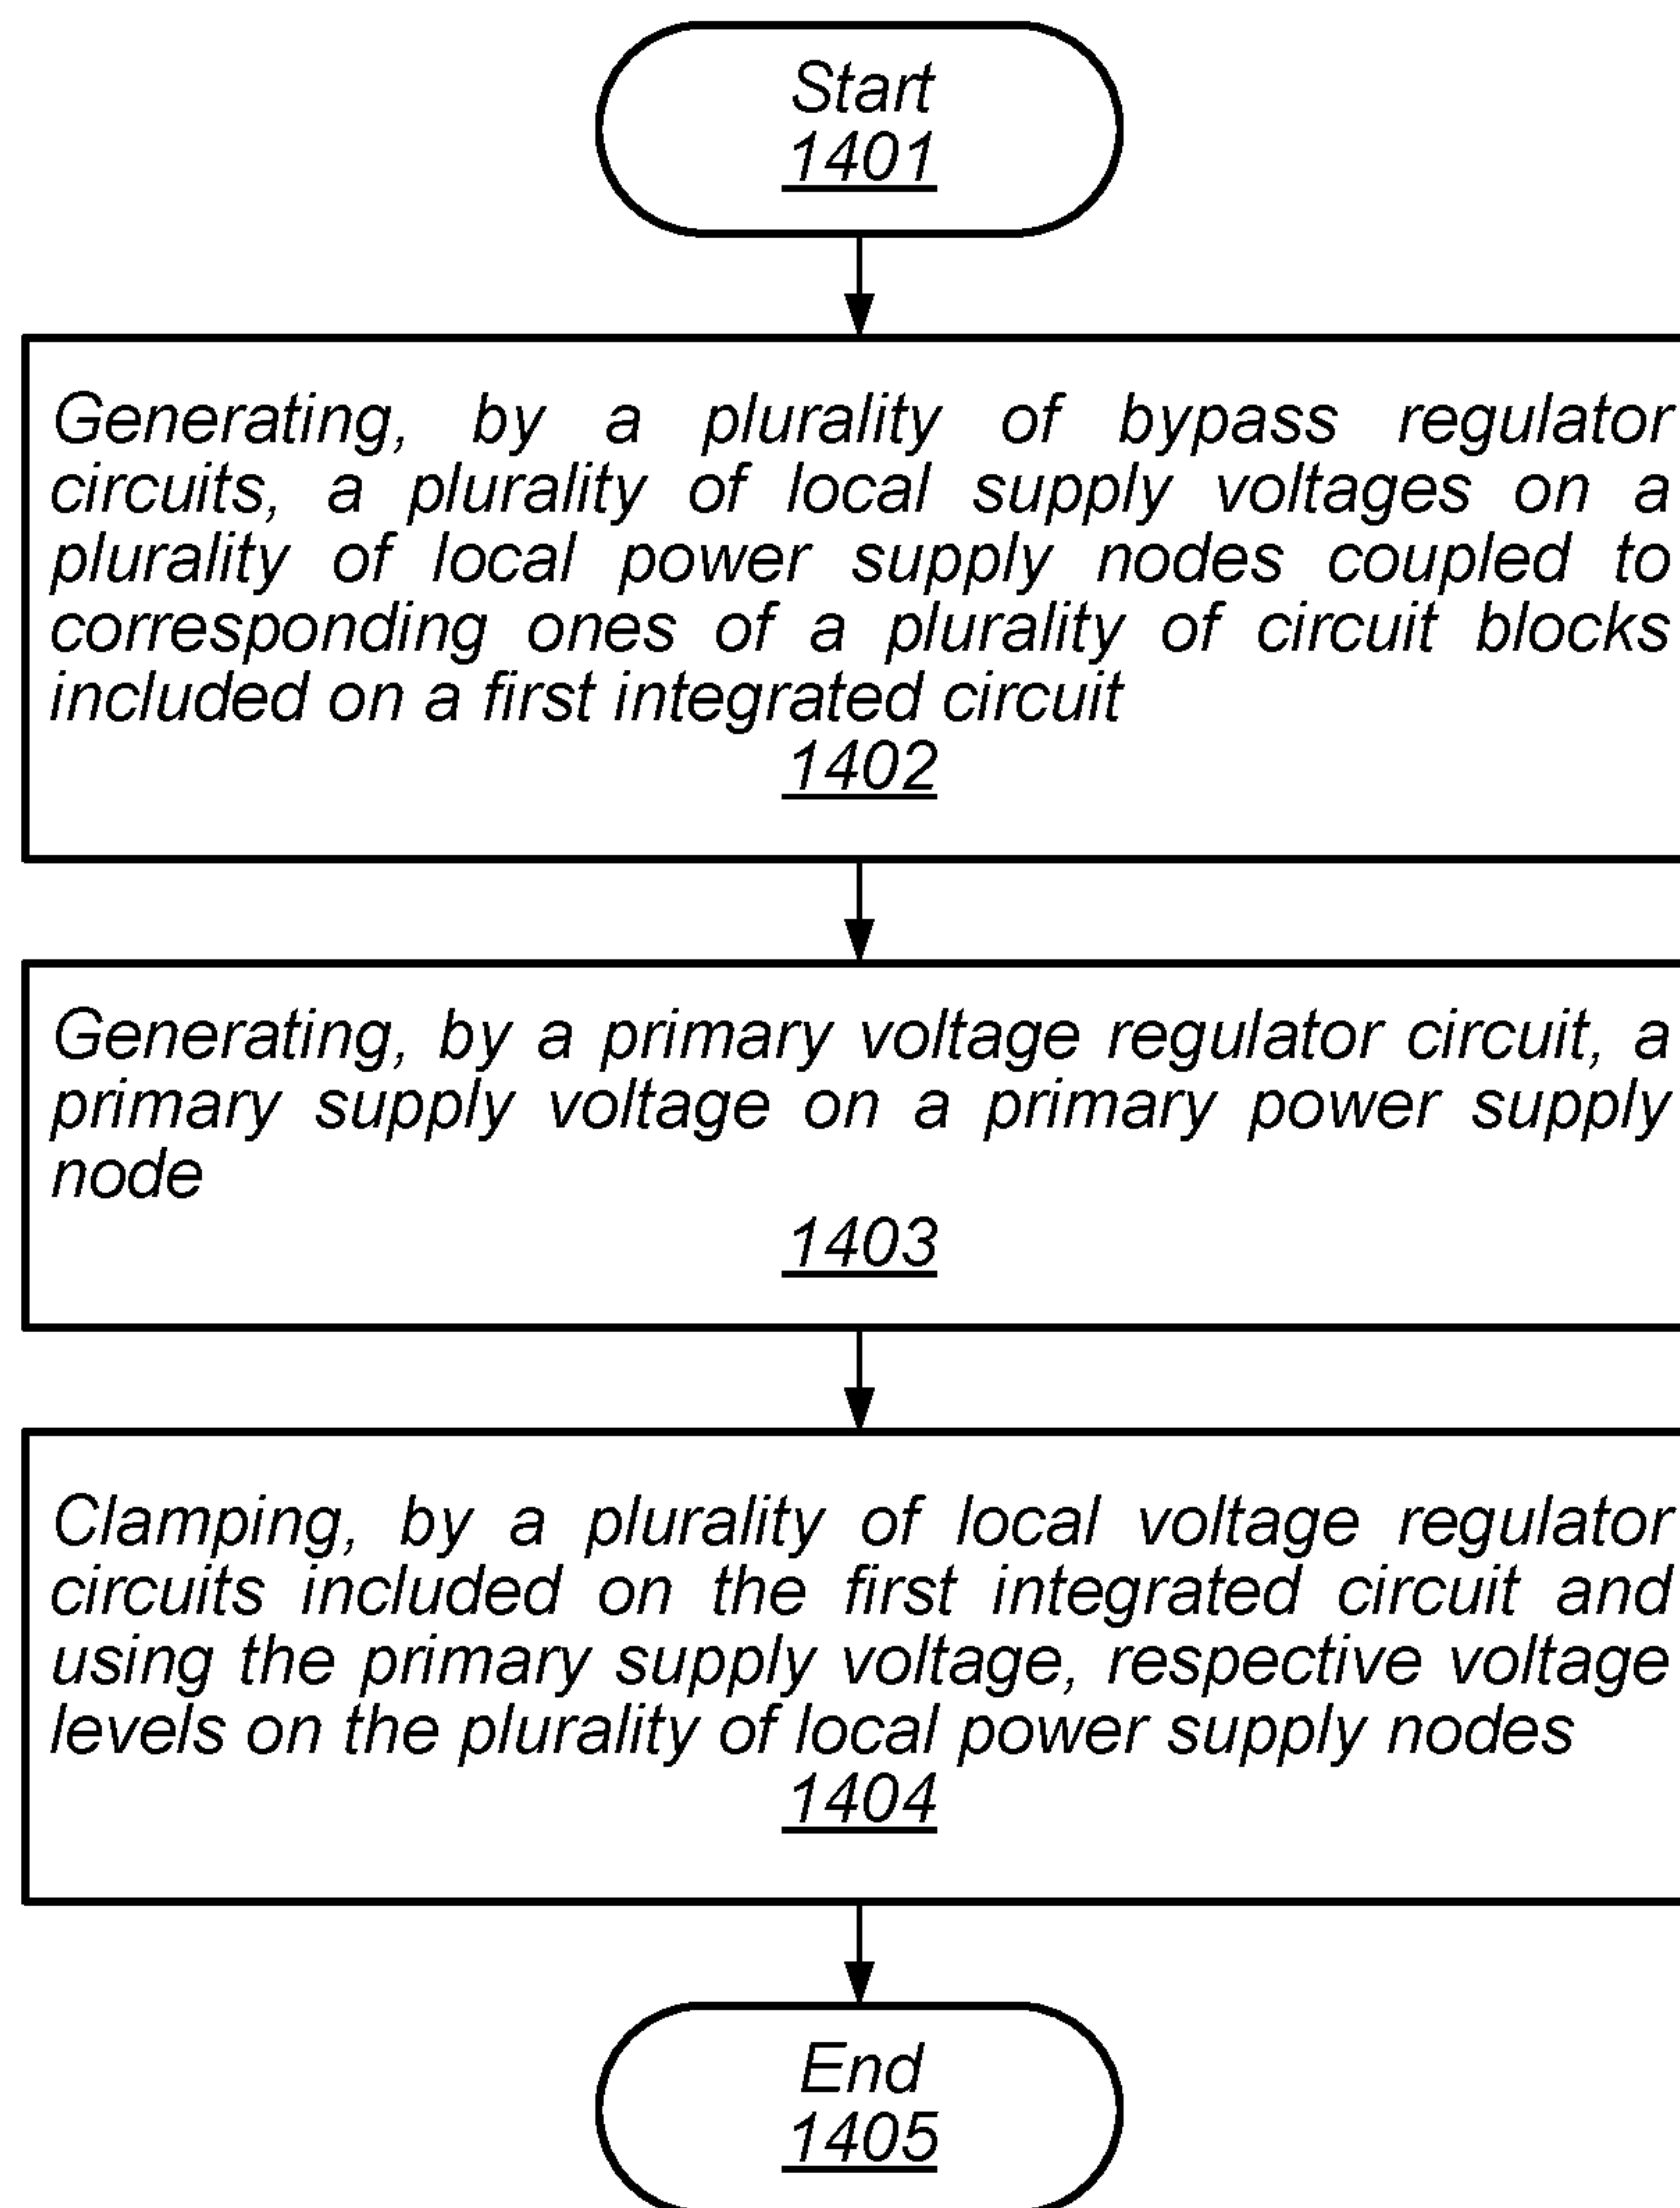 Start
1401
Generating, by a plurality of bypass regulator
circuits, a plurality of local supply voltages on a
plurality of local power supply nodes coupled to
corresponding ones of a plurality of circuit blocks
included on a first integrated circuit
1402
Generating, by a primary voltage regulator circuit, a
primary supply voltage on a primary power supply
node
1403
Clamping, by a plurality of local voltage regulator
circuits included on the first integrated circuit and
using the primary supply voltage, respective voltage
levels on the plurality of local power supply nodes
1404
End
1405